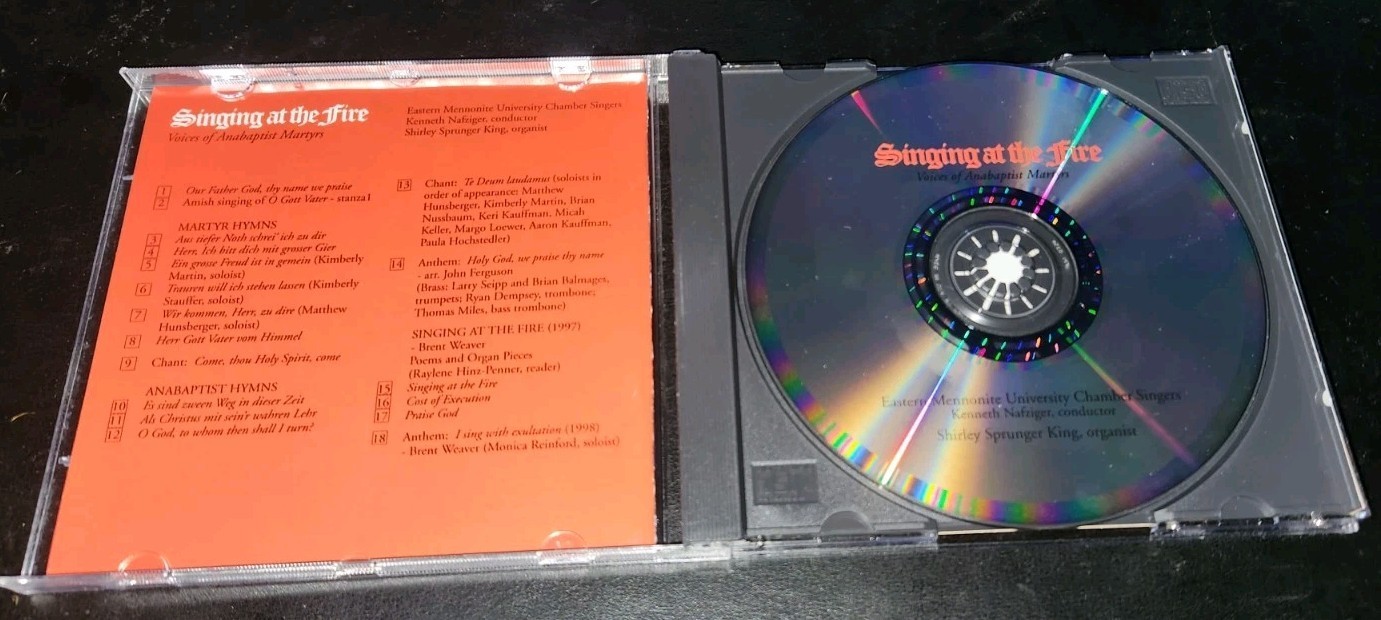 Singing at the Fire
Voices of Anabaptist Martyrs
Eastern Mennonite University Chamber Singers
Kenneth Nafziger, conductor
Shirley Sprunger King, organist
1 Our Father God, thy name we praise
2 Amish singing of O Gott Vater - stanza1
MARTYR HYMNS
3 Aus tiefer Noth schrei' ich zu dir
4 Herr, Ich bitt dich mit grosser Gier
5 Ein grosse Freud ist in gemein (Kimberly
Martin, soloist)
6 Trauren will ich stehen lassen (Kimberly
Stauffer, soloist)
7 Wir kommen, Herr, zu dire (Matthew
Hunsberger, soloist)
8 Herr Gott Vater vom Himmel
9 Chant: Come, thou Holy Spirit, come
ANABAPTIST HYMNS
10 Es sind zween Weg in dieser Zeit
11 Als Christus mit sein'r wahren Lehr
12 O God, to whom then shall I turn?
13 Chant: Te Deum laudamus (soloists in
order of appearance: Matthew
Hunsberger, Kimberly Martin, Brian
Nussbaum, Keri Kauffman, Micah
Keller, Margo Loewer, Aaron Kauffman,
Paula Hochstedler)
14 Anthem: Holy God, we praise thy name
- arr. John Ferguson
(Brass: Larry Seipp and Brian Balmages,
trumpets; Ryan Dempsey, trombone;
Thomas Miles, bass trombone)
SINGING AT THE FIRE (1997)
- Brent Weaver
Poems and Organ Pieces
(Raylene Hinz-Penner, reader)
15 Singing at the Fire
16 Cost of Execution
17 Praise God
18 Anthem: I sing with exultation (1998)
- Brent Weaver (Monica Reinford, soloist)
Singing at the Fire
Voices of Anabaptist Martyrs
Eastern Mennonite University Chamber Singers
Kenneth Nafziger, conductor
Shirley Sprunger King, organist